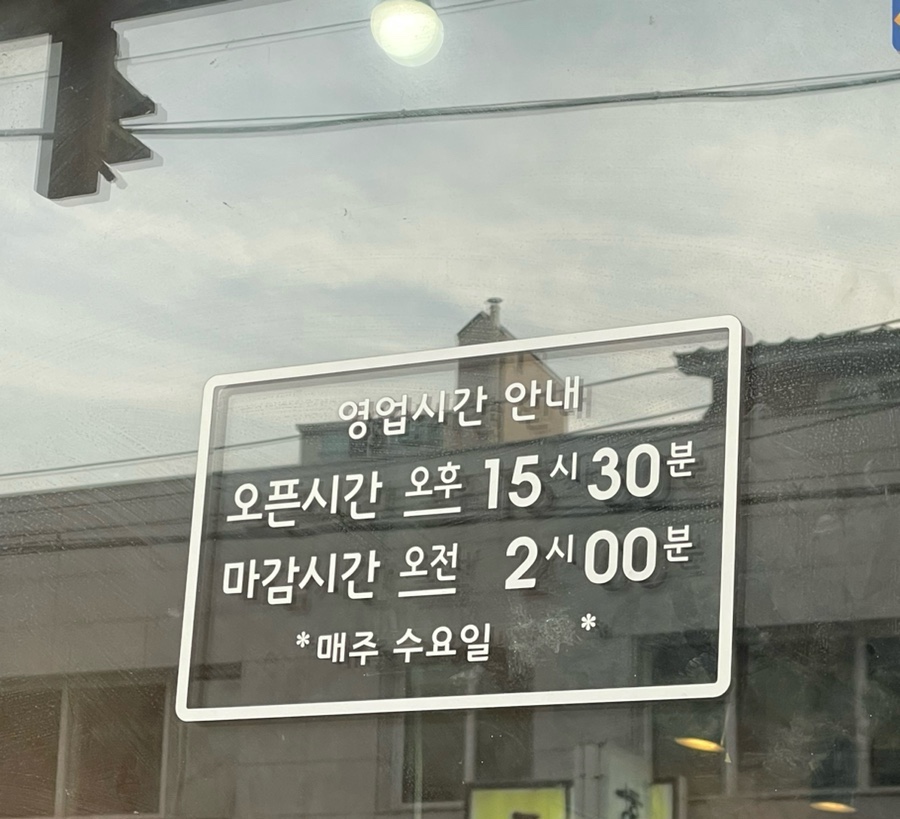 영업시간 안내
오픈시간 오후 15시 30분
마감시간 오전 2시 00분
*매주 수요일 *